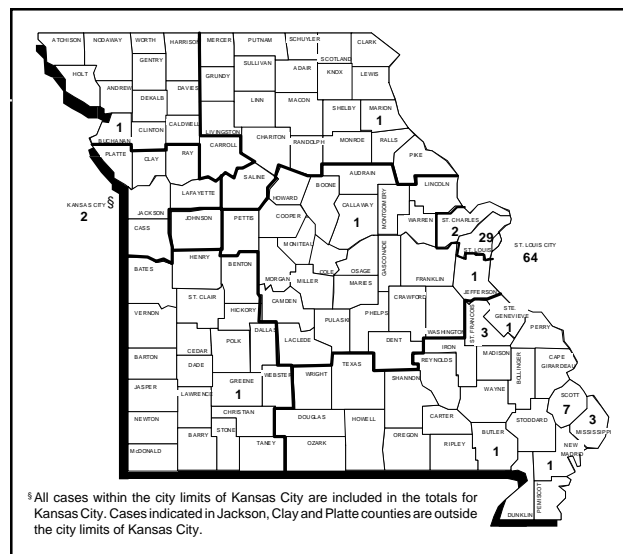 ATCHISON NODAWAY WORTH HARRISON MERCER PUTNAM SCHUYLER
CLARK
SCOTLAND
GENTRY SULLIVAN ADAIR KNOX LEWIS
HOLT GRUNDY
ANDREW DAVIES LINN MACON SHELBY MARION
DEKALB
1 1
CALDWELL
CLINTON LIVINGSTON CHARITON RANDOLPH MONROE RALLS
BUCHANAN
PLATTE CLAY RAY CARROLL PIKE
SALINE AUDRAIN
KANSAS CITY § LAFAYETTE HOWARD BOONE LINCOLN
2 CALLAWAY MONTGOMERY
JACKSON JOHNSON PETTIS COOPER 1 WARREN ST. CHARLES
2 29
CASS MONITEAU ST. LOUIS ST. LOUIS CITY
64
HENRY COLE OSAGE GASCONADE FRANKLIN 1
BATES BENTON MORGAN MILLER MARIES JEFFERSON
ST. CLAIR CAMDEN CRAWFORD STE.
GENEVIEVE
VERNON HICKORY PULASKI PHELPS WASHINGTON ST. FRANCOIS 3 1 PERRY
DALLAS LACLEDE DENT IRON
POLK
BARTON CEDAR TEXAS REYNOLDS MADISON BOLLINGER CAPE
GIRARDEAU
DADE WEBSTER WRIGHT SHANNON
JASPER LAWRENCE GREENE WAYNE SCOTT
1 7 3
CHRISTIAN DOUGLAS HOWELL CARTER STODDARD MISSISSIPPI
NEWTON
STONE BUTLER NEW
MADRID
BARRY OREGON RIPLEY
McDONALD TANEY OZARK 1 1
PEMISCOT
DUNKLIN
§ All cases within the city limits of Kansas City are included in the totals for
Kansas City. Cases indicated in Jackson, Clay and Platte counties are outside
the city limits of Kansas City.